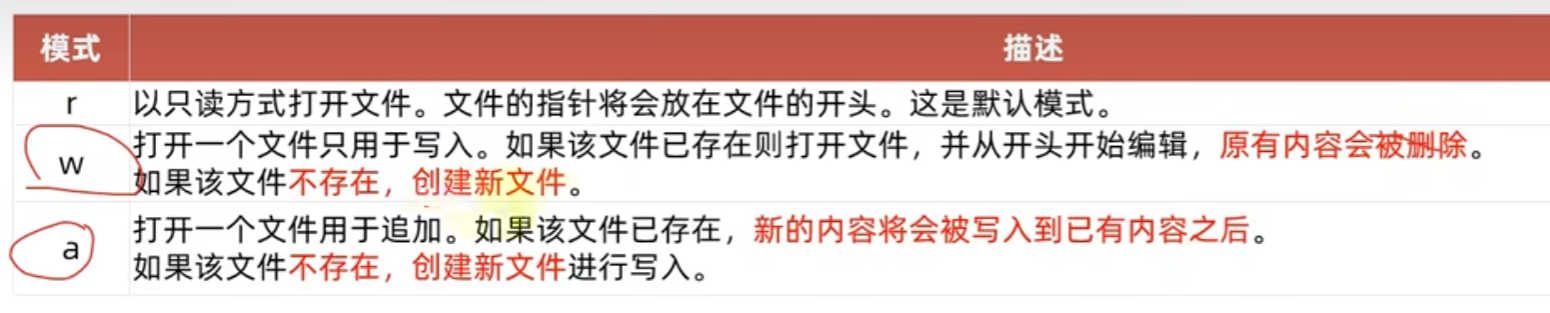 模式 描述
r 以只读方式打开文件。文件的指针将会放在文件的开头。这是默认模式。
打开一个文件只用于写入。如果该文件已存在则打开文件，并从开头开始编辑，原有内容会被删除。
w
如果该文件不存在，创建新文件。
打开一个文件用于追加。如果该文件已存在，新的内容将会被写入到已有内容之后。
a
如果该文件不存在，创建新文件进行写入。